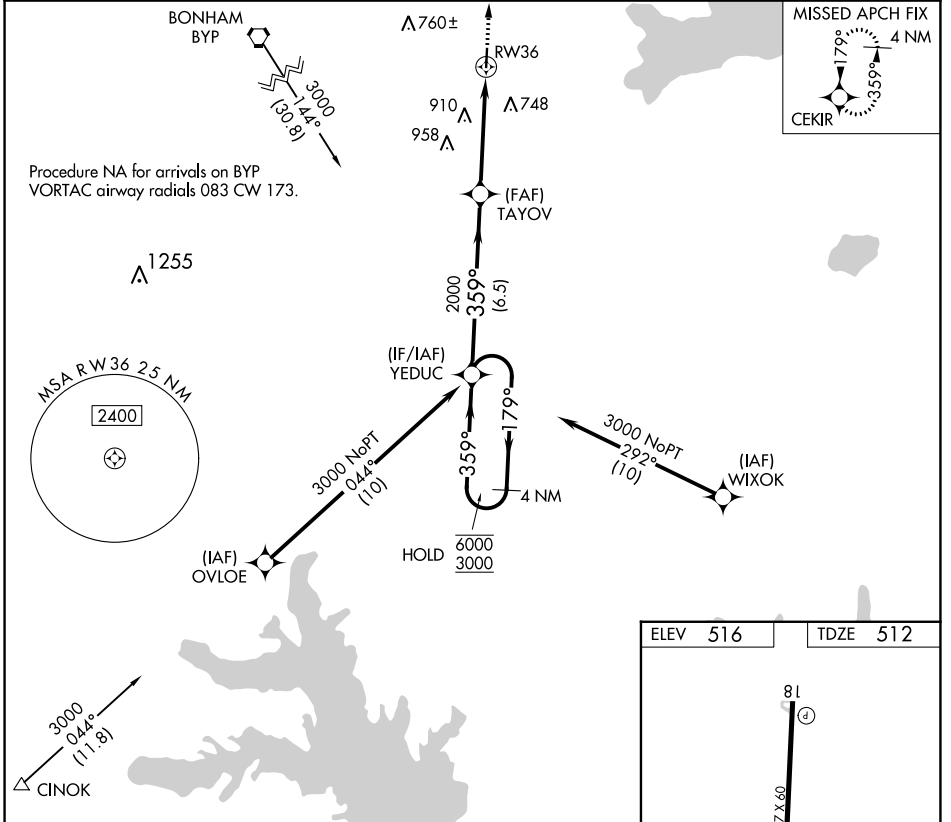 BONHAM
BYP
3000
144°
(30.8)
760±
RW36
910
748
958
MISSED APCH FIX
4 NM
179°
359°
CEKIR
Procedure NA for arrivals on BYP
VORTAC airway radials 083 CW 173.
1255
(FAF)
TAYOV
2000
359°
(6.5)
(IF/IAF)
YEDUC
MSA RW36 25 NM
2400
3000 NoPT
044°
(10)
359°
179°
4 NM
3000 NoPT
292°
(10)
(IAF)
WIXOK
HOLD
6000
3000
(IAF)
OVLOE
3000
044°
(11.8)
CINOK
ELEV 516
TDZE 512
18
P
X 60